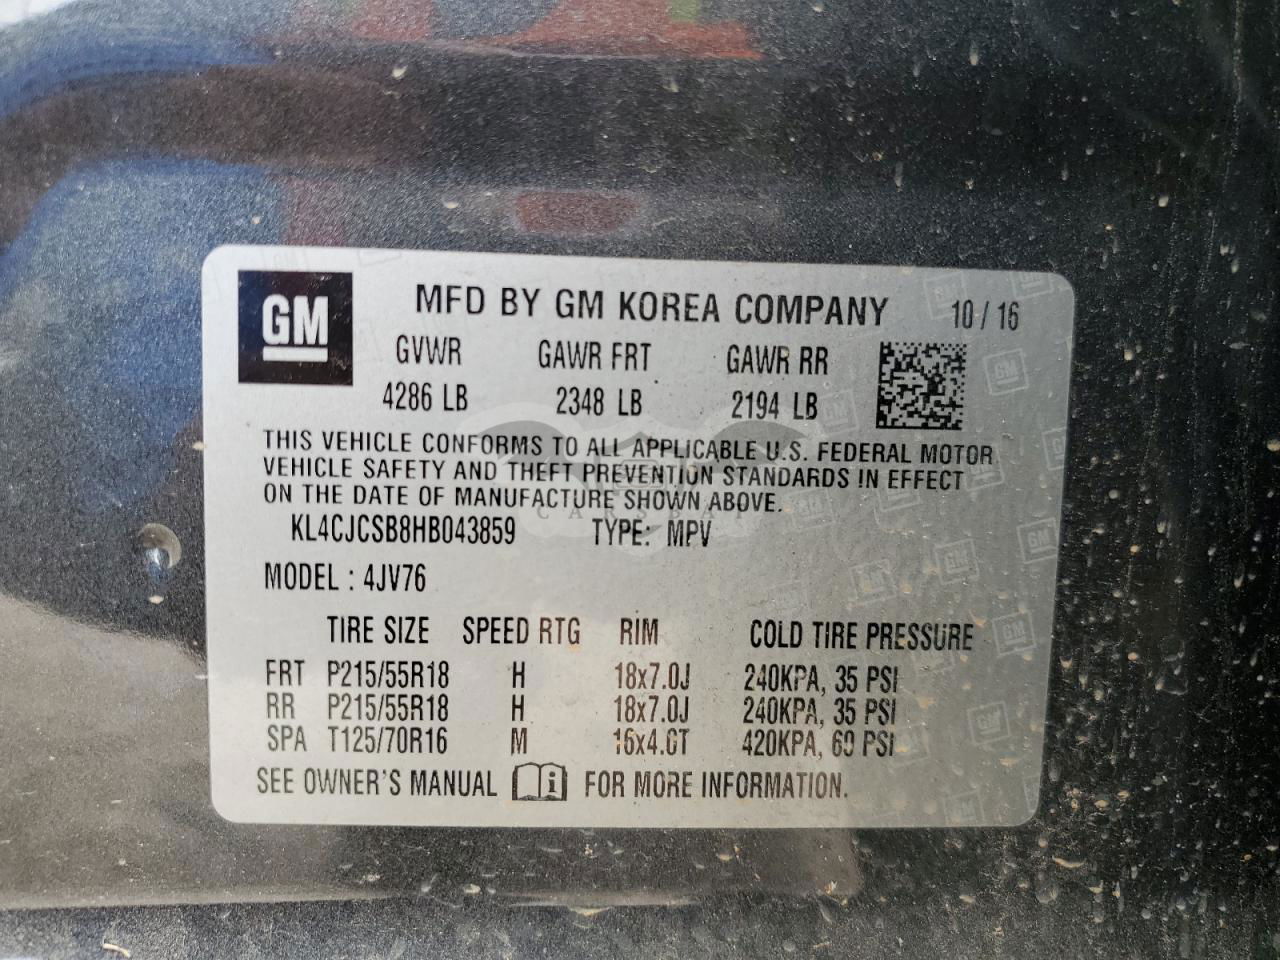 GM
MFD BY GM KOREA COMPANY 10 / 16
GVWR GAWR FRT GAWR RR
4286 LB 2348 LB 2194 LB
THIS VEHICLE CONFORMS TO ALL APPLICABLE U.S. FEDERAL MOTOR
VEHICLE SAFETY AND THEFT PREVENTION STANDARDS IN EFFECT
ON THE DATE OF MANUFACTURE SHOWN ABOVE.
CARSBAT
KL4CJCSB8HB043859 TYPE: MPV
MODEL : 4JV76
TIRE SIZE SPEED RTG RIM COLD TIRE PRESSURE
FRT P215/55R18 H 18x7.0J 240KPA, 35 PSI
RR P215/55R18 H 18x7.0J 240KPA, 35 PSI
SPA T125/70R16 M 16x4.0T 420KPA, 60 PSI
SEE OWNER'S MANUAL FOR MORE INFORMATION.